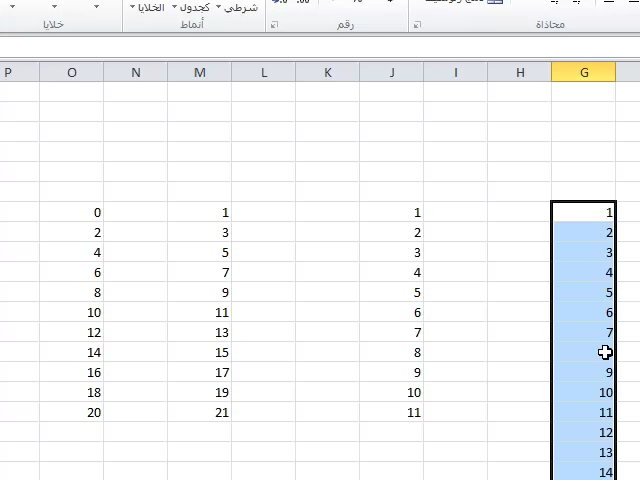 شرطي كجدول الخلايا
محاذاة رقم أنماط خلايا
P O N M L K J I H G
0 1 1 1
2 3 2 2
4 5 3 3
6 7 4 4
8 9 5 5
10 11 6 6
12 13 7 7
14 15 8
16 17 9 9
18 19 10 10
20 21 11 11
12
13
14